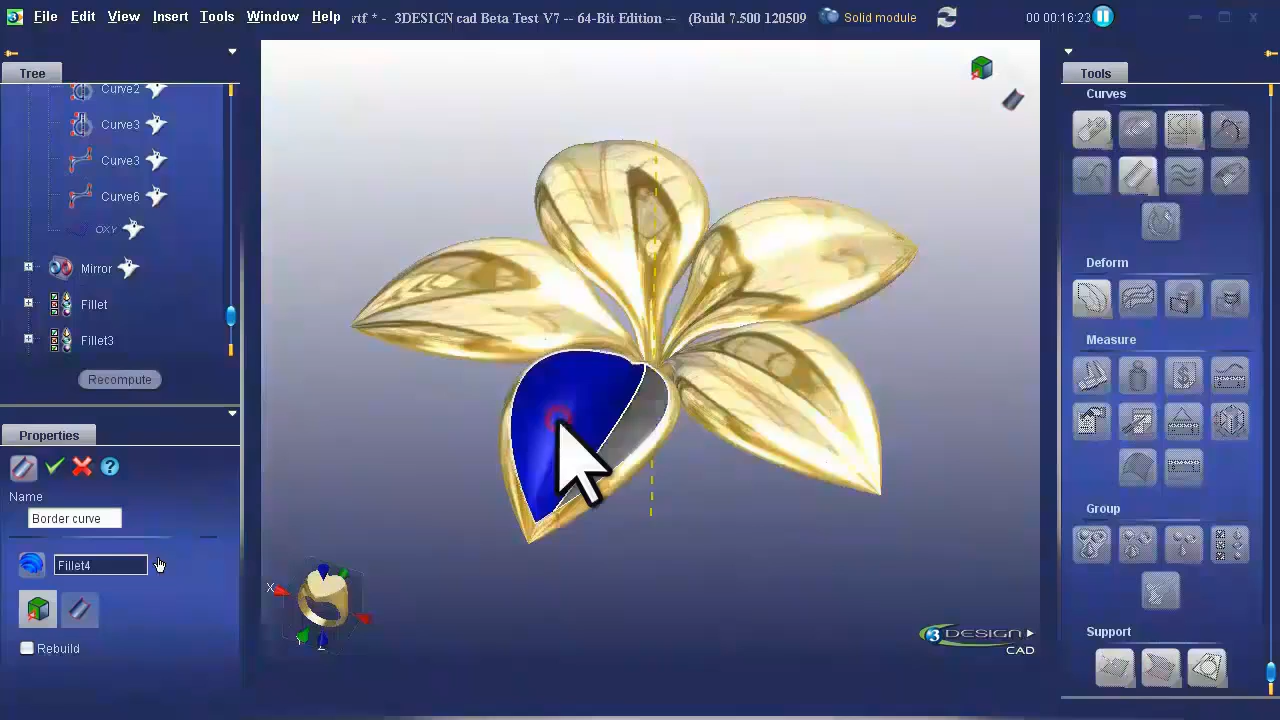 File Edit View Insert Tools Window Help rtf * - 3DESIGN cad Beta Test V7 -- 64-Bit Edition -- (Build 7.500 120509 Solid module 00 00:16:23
Tree
Curve2
Curve3
Curve3
Curve6
OXY
Mirror
Fillet
Fillet3
Recompute
Properties
Name
Border curve
Fillet4
Rebuild
X
Z
3DESIGN
CAD
Tools
Curves
Deform
Measure
Group
Support